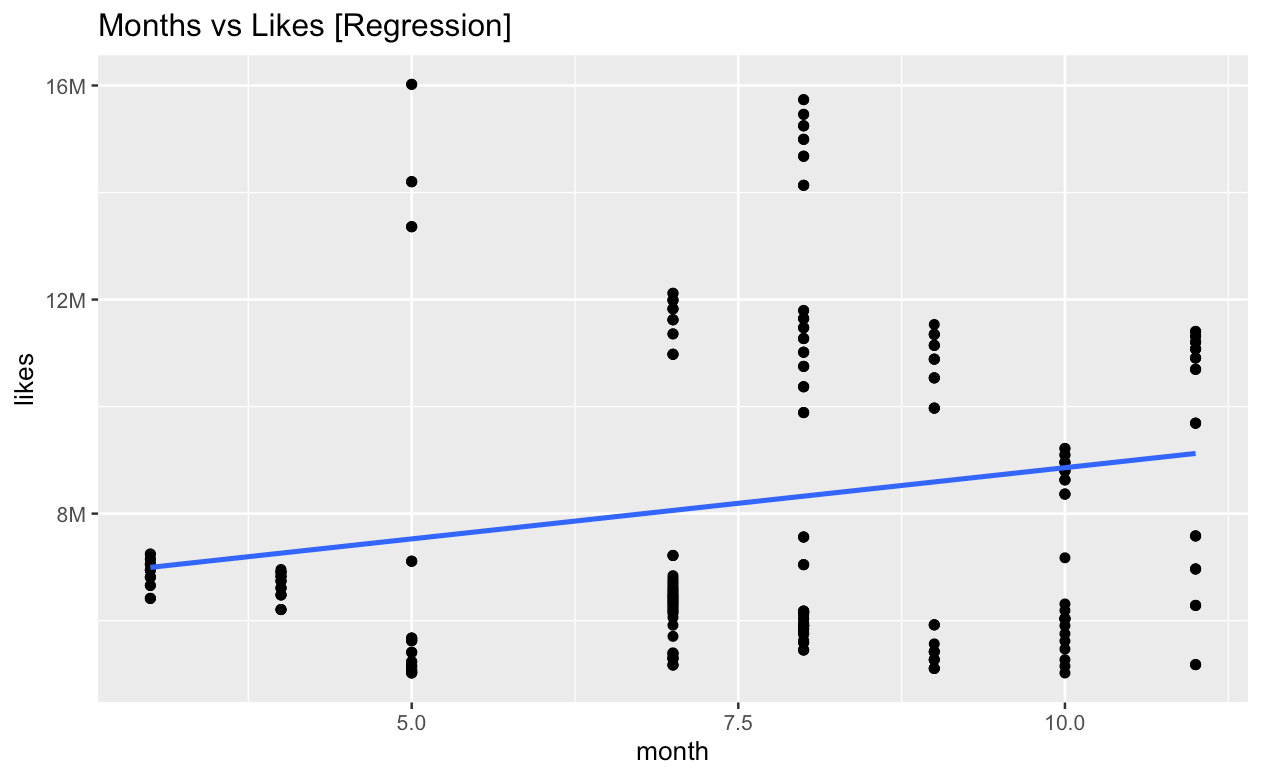 Months vs Likes [Regression]
16M
12M
8M
likes
5.0
7.5
10.0
month